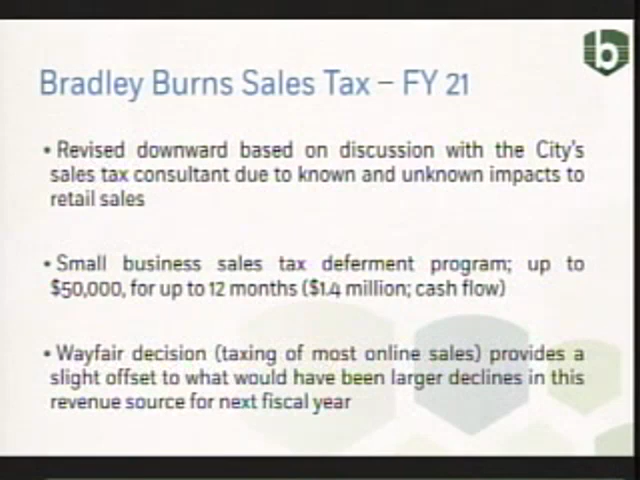 b
Bradley Burns Sales Tax – FY 21
• Revised downward based on discussion with the City's
sales tax consultant due to known and unknown impacts to
retail sales
• Small business sales tax deferment program; up to
$50,000, for up to 12 months ($1.4 million; cash flow)
• Wayfair decision (taxing of most online sales) provides a
slight offset to what would have been larger declines in this
revenue source for next fiscal year